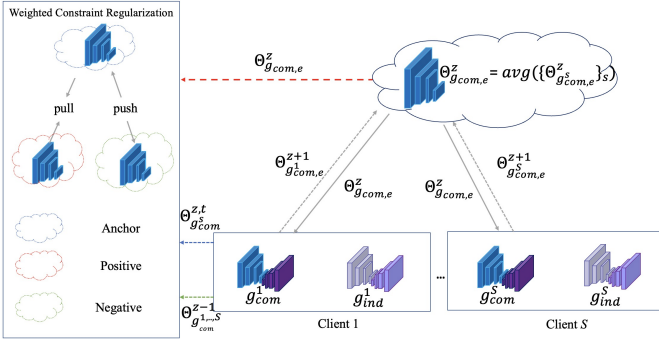 Weighted Constraint Regularization
pull
push
Anchor
Positive
Negative
Θ^z_{g_{com,e}}
Θ^z_{g_{com,e}} = avg({Θ^z_{g^s_{com,e}}}_s)
Θ^{z+1}_{g^1_{com,e}}
Θ^z_{g_{com,e}}
Θ^z_{g_{com,e}}
Θ^{z+1}_{g^S_{com,e}}
Θ^{z,t}_{g^s_{com}}
Θ^{z-1}_{g^{1,..,S}_{com}}
g^1_{com}
g^1_{ind}
...
g^S_{com}
g^S_{ind}
Client 1
Client S